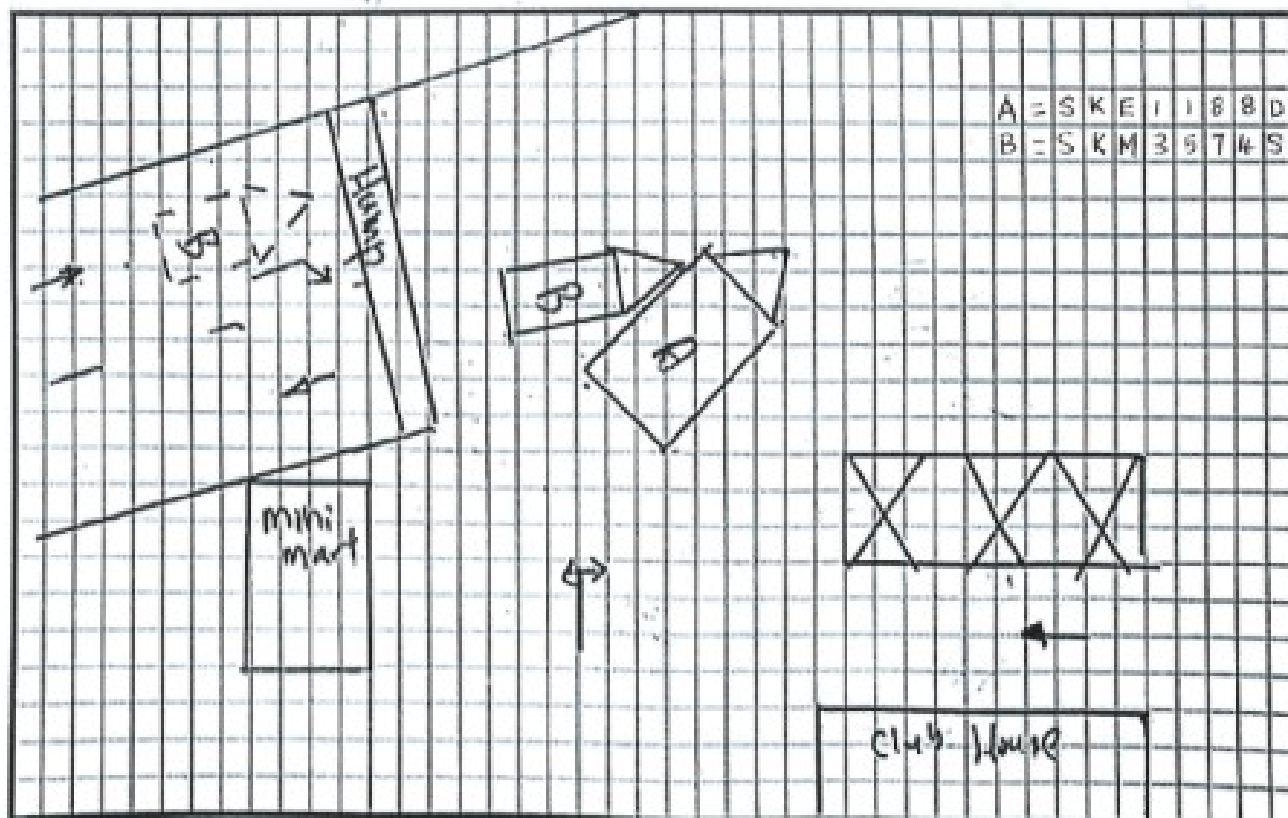 A = SKE1188D
B = SKM3574S
Hump
B
B
A
mini
mart
Club House